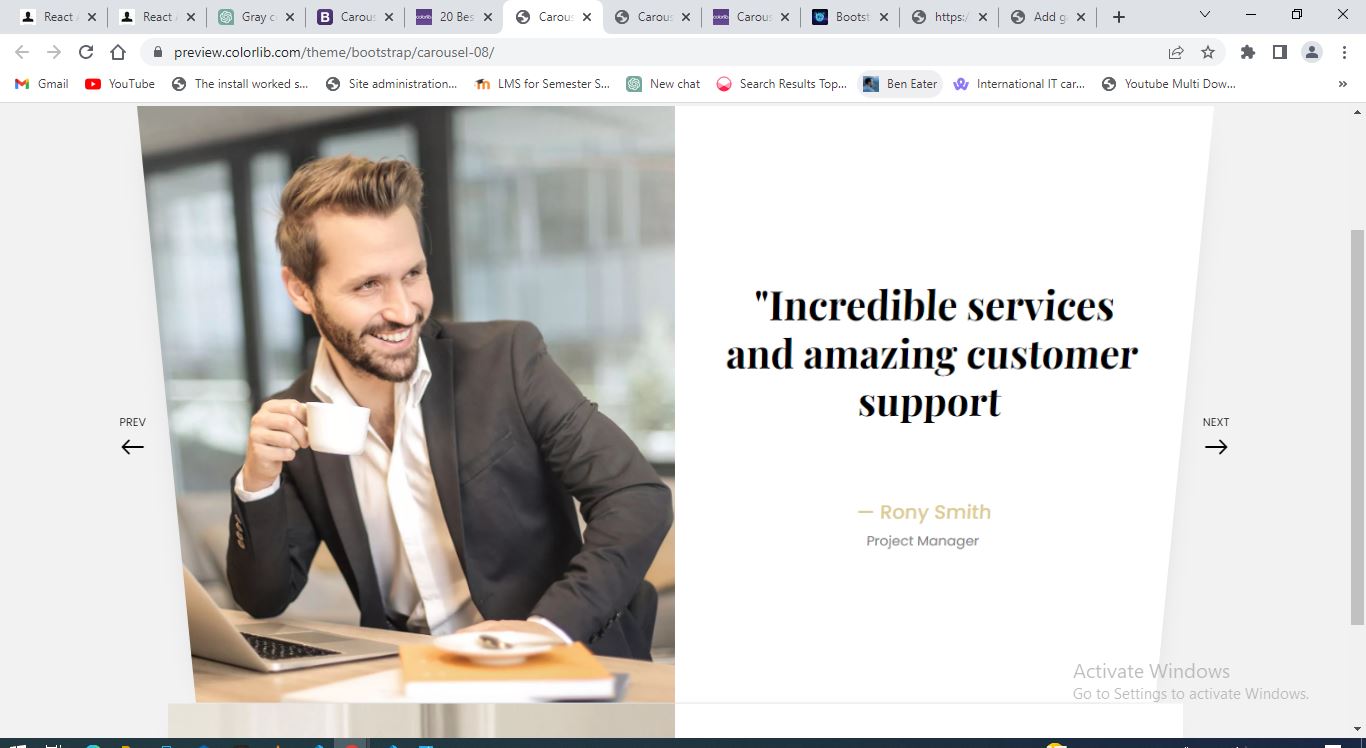 React
React
Gray c
Carous
20 Bes
Carous
Carous
Carous
Bootst
https:/
Add g
preview.colorlib.com/theme/bootstrap/carousel-08/
Gmail
YouTube
The install worked s...
Site administration...
LMS for Semester S...
New chat
Search Results Top...
Ben Eater
International IT car...
Youtube Multi Dow...
"Incredible services
and amazing customer
support
PREV
NEXT
— Rony Smith
Project Manager
Activate Windows
Go to Settings to activate Windows.